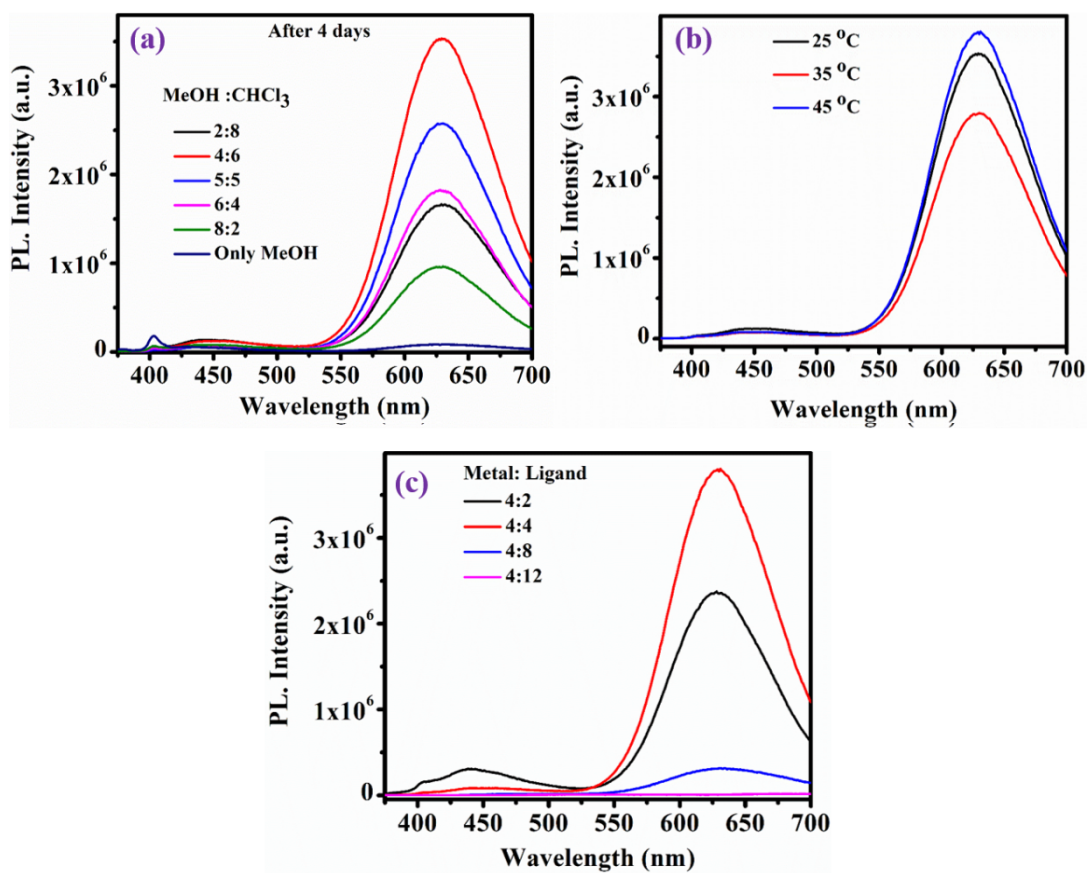 (a)
After 4 days
MeOH :CHCl3
2:8
4:6
5:5
6:4
8:2
Only MeOH
PL. Intensity (a.u.)
3x10^6
2x10^6
1x10^6
0
400 450 500 550 600 650 700
Wavelength (nm)
(b)
25 °C
35 °C
45 °C
PL. Intensity (a.u.)
3x10^6
2x10^6
1x10^6
0
400 450 500 550 600 650 700
Wavelength (nm)
(c)
Metal: Ligand
4:2
4:4
4:8
4:12
PL. Intensity (a.u.)
3x10^6
2x10^6
1x10^6
0
400 450 500 550 600 650 700
Wavelength (nm)